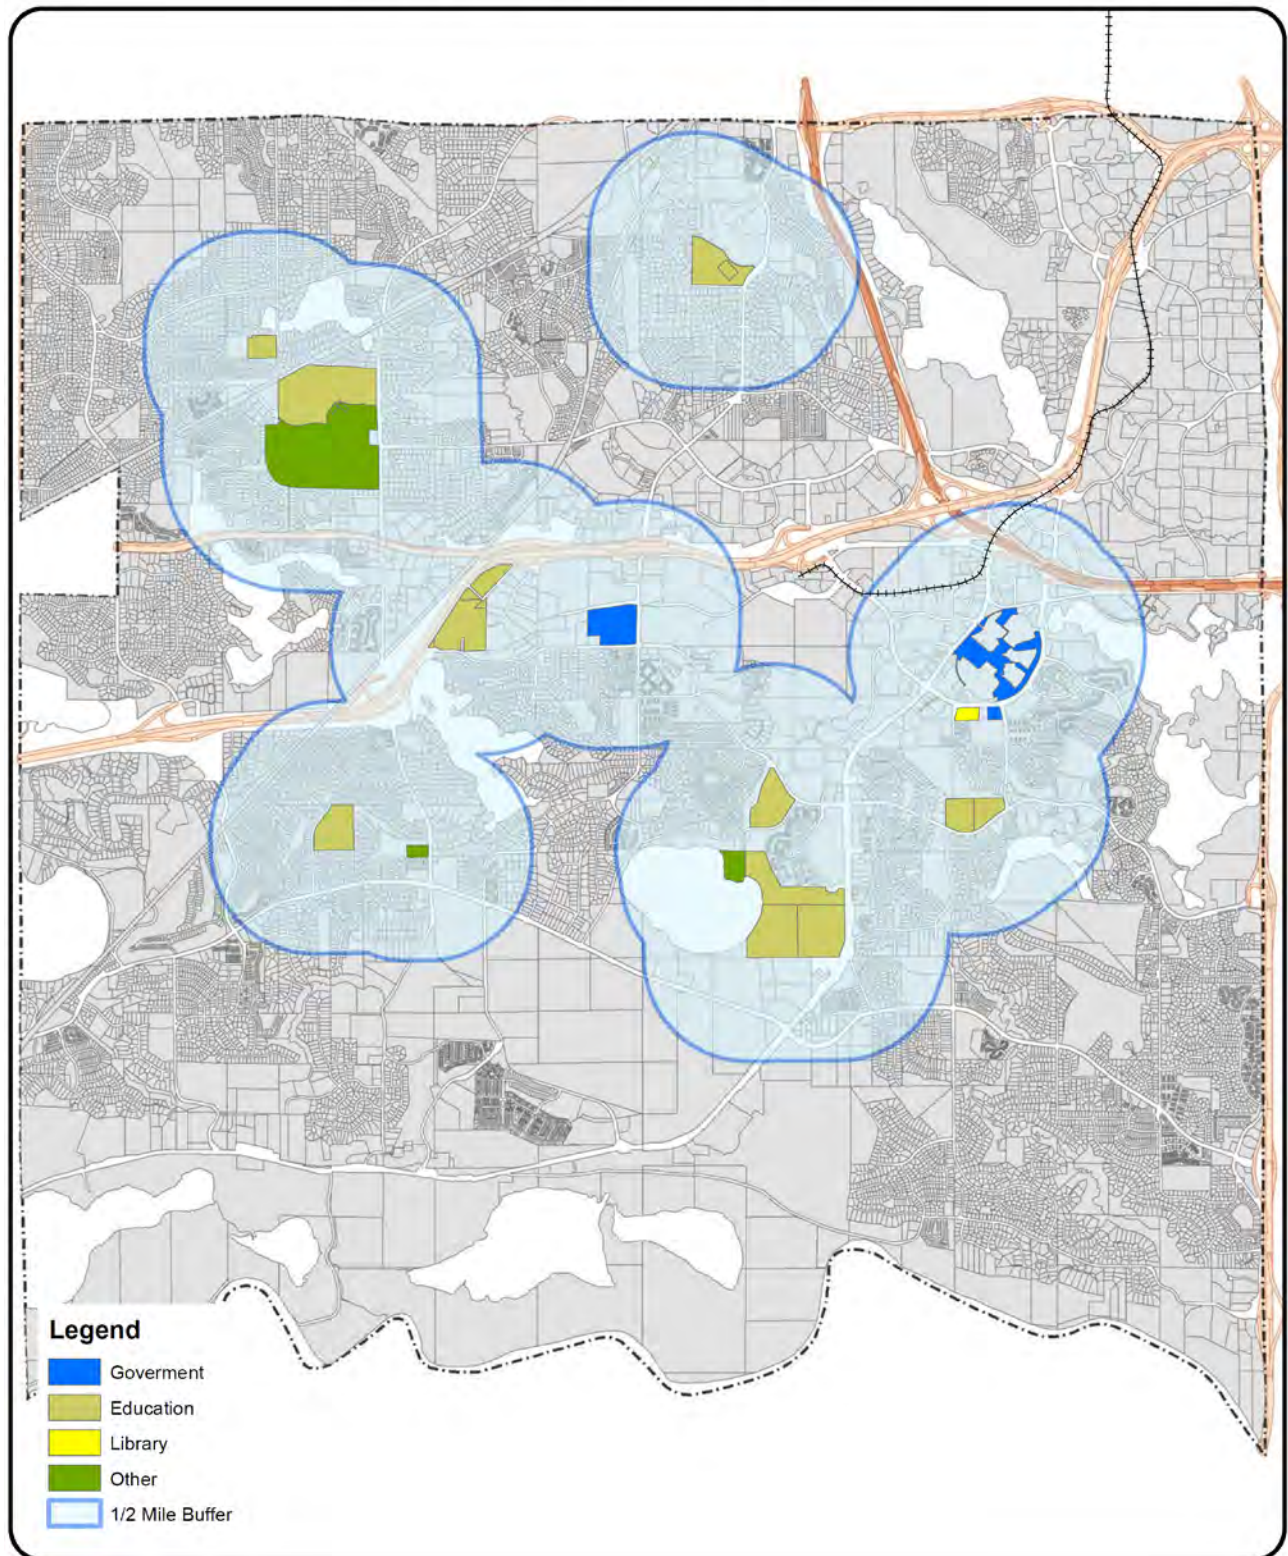 Legend
Goverment
Education
Library
Other
1/2 Mile Buffer